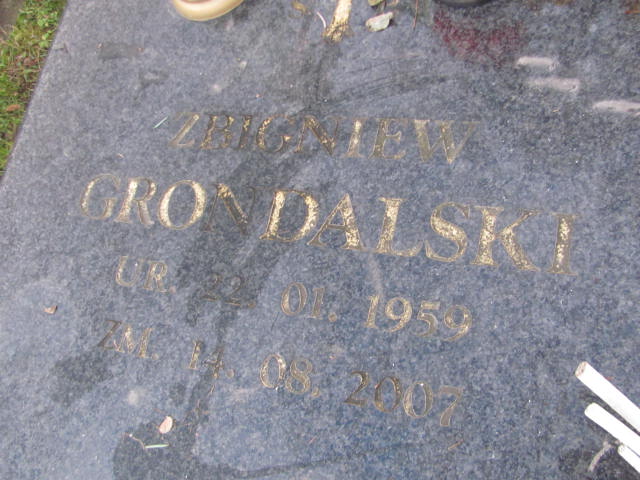 ZBIGNIEW
GRONDALSKI
UR. 22. 01. 1959
ZM. 14. 08. 2007